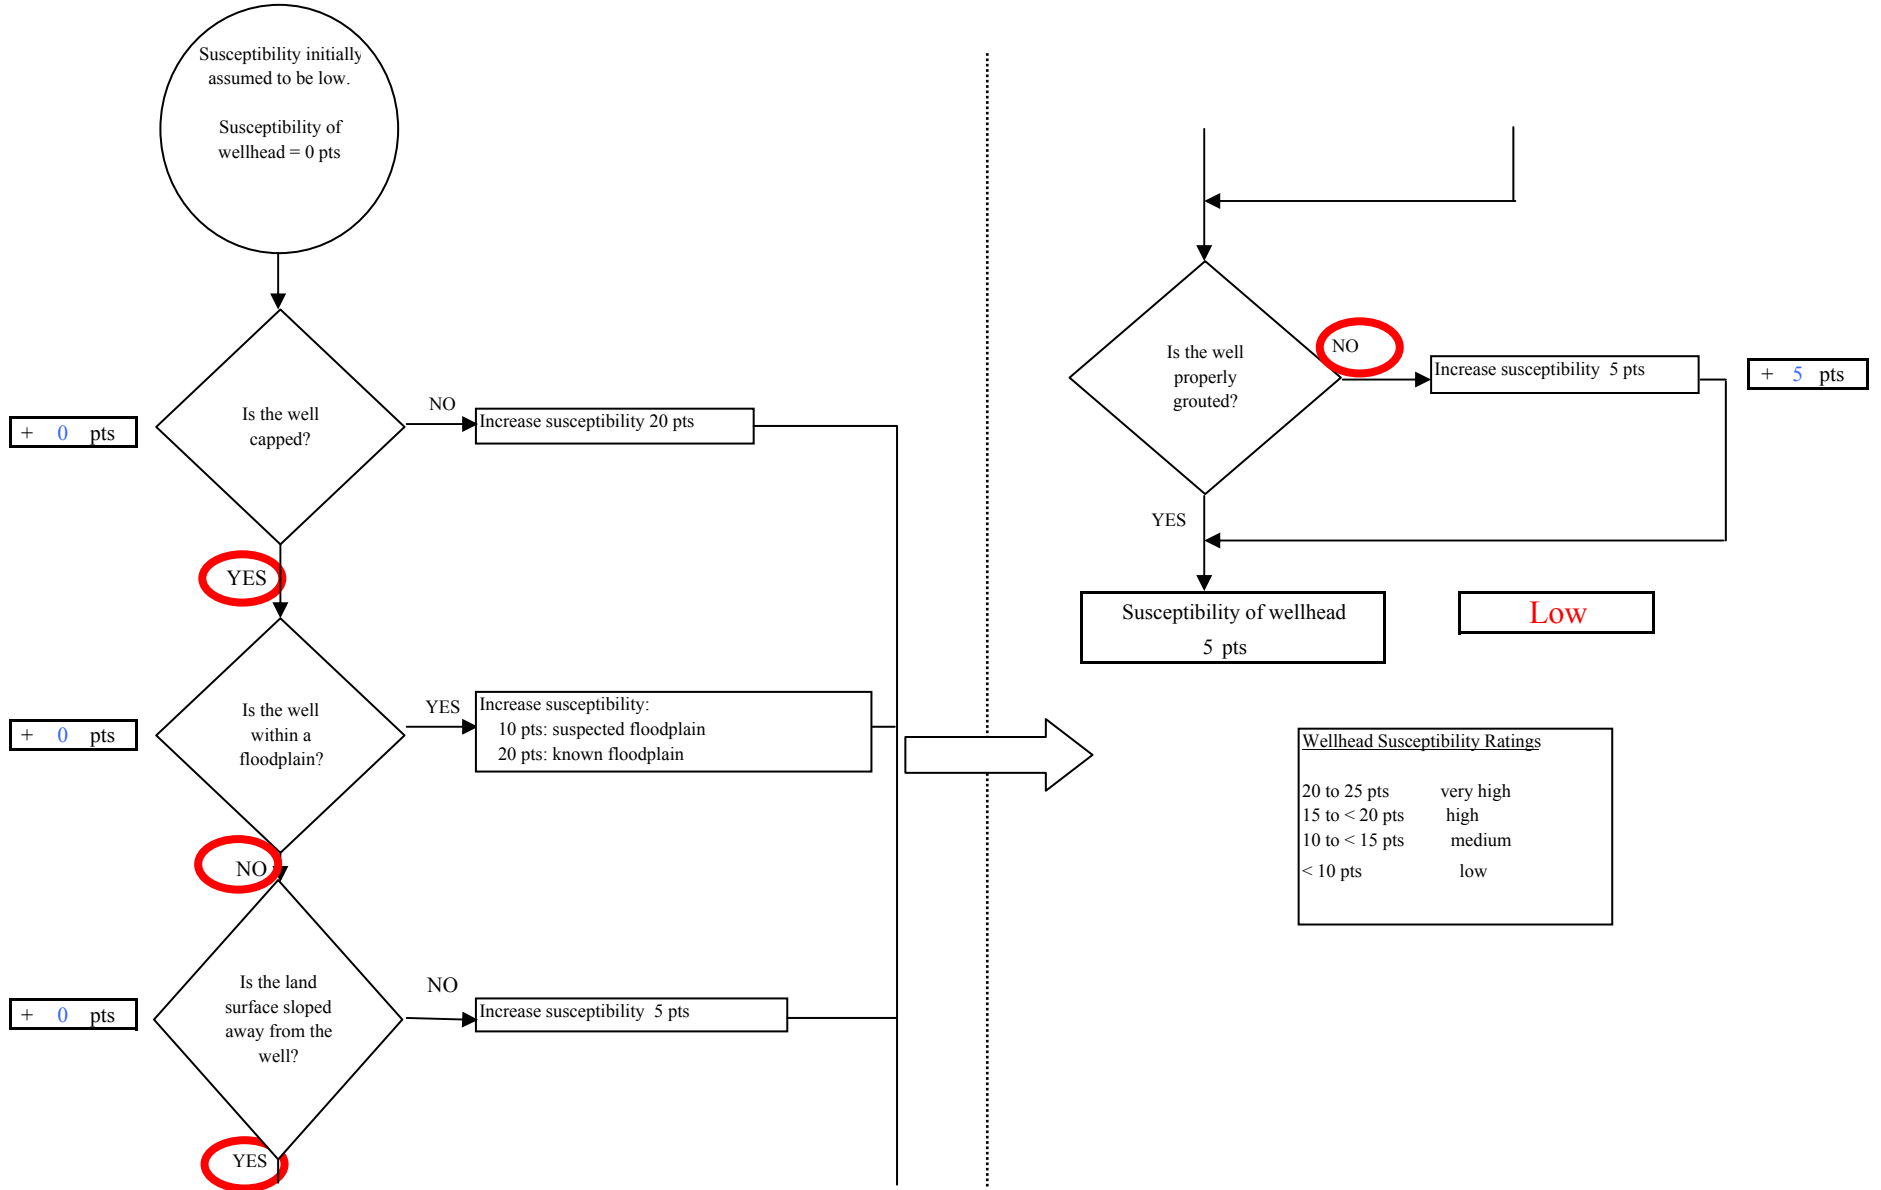 Susceptibility initially
assumed to be low.
Susceptibility of
wellhead = 0 pts
Is the well
capped?
NO
Increase susceptibility 20 pts
+ 0 pts
YES
Is the well
within a
floodplain?
YES
Increase susceptibility:
10 pts: suspected floodplain
20 pts: known floodplain
+ 0 pts
NO
Is the land
surface sloped
away from the
well?
NO
Increase susceptibility 5 pts
+ 0 pts
YES
Is the well
properly
grouted?
NO
Increase susceptibility 5 pts
+ 5 pts
YES
Susceptibility of wellhead
5 pts
Low
Wellhead Susceptibility Ratings
20 to 25 pts very high
15 to < 20 pts high
10 to < 15 pts medium
< 10 pts low